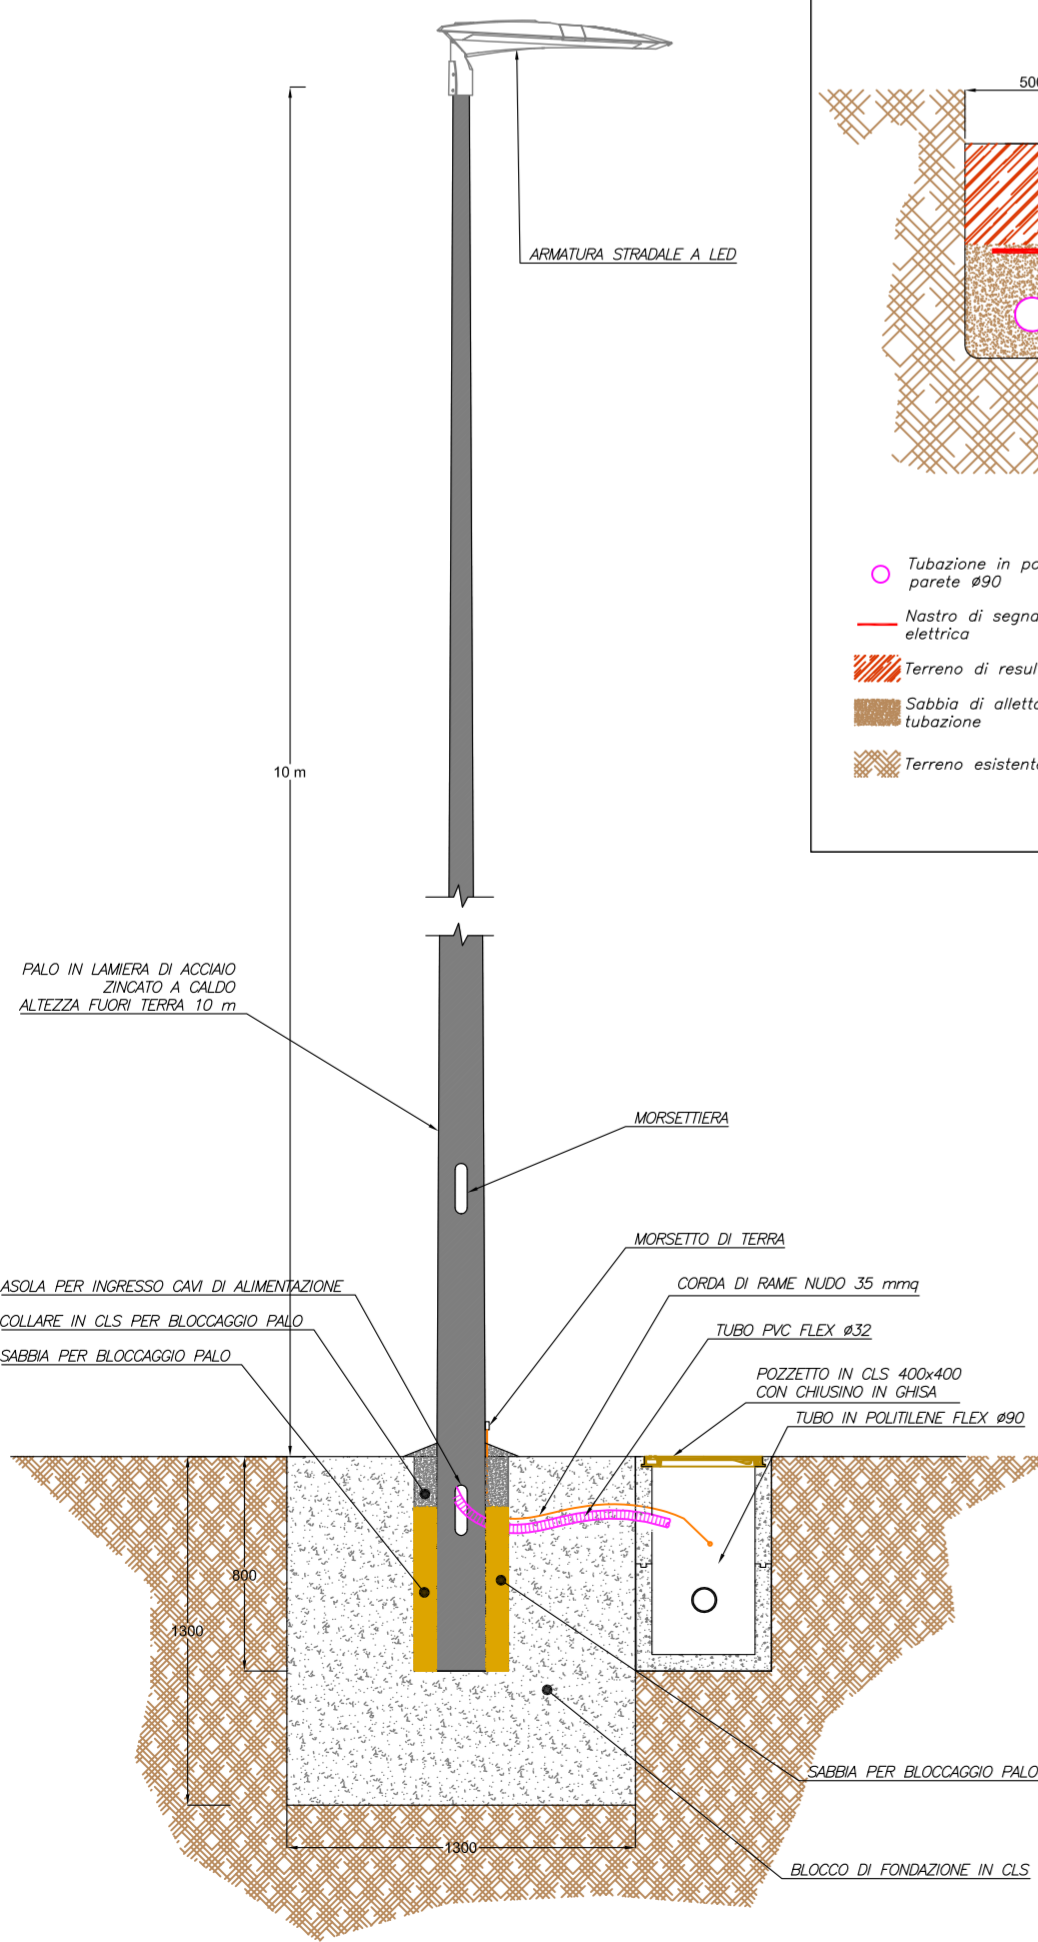 500
ARMATURA STRADALE A LED
Tubazione in po
parete ø90
Nastro di segna
elettrica
Terreno di resul
Sabbia di alletta
tubazione
Terreno esistent
10 m
PALO IN LAMIERA DI ACCIAIO
ZINCATO A CALDO
ALTEZZA FUORI TERRA 10 m
MORSETTIERA
MORSETTO DI TERRA
ASOLA PER INGRESSO CAVI DI ALIMENTAZIONE
CORDA DI RAME NUDO 35 mmq
COLLARE IN CLS PER BLOCCAGGIO PALO
TUBO PVC FLEX ø32
SABBIA PER BLOCCAGGIO PALO
POZZETTO IN CLS 400x400
CON CHIUSINO IN GHISA
TUBO IN POLITILENE FLEX ø90
800
1300
SABBIA PER BLOCCAGGIO PALO
1300
BLOCCO DI FONDAZIONE IN CLS